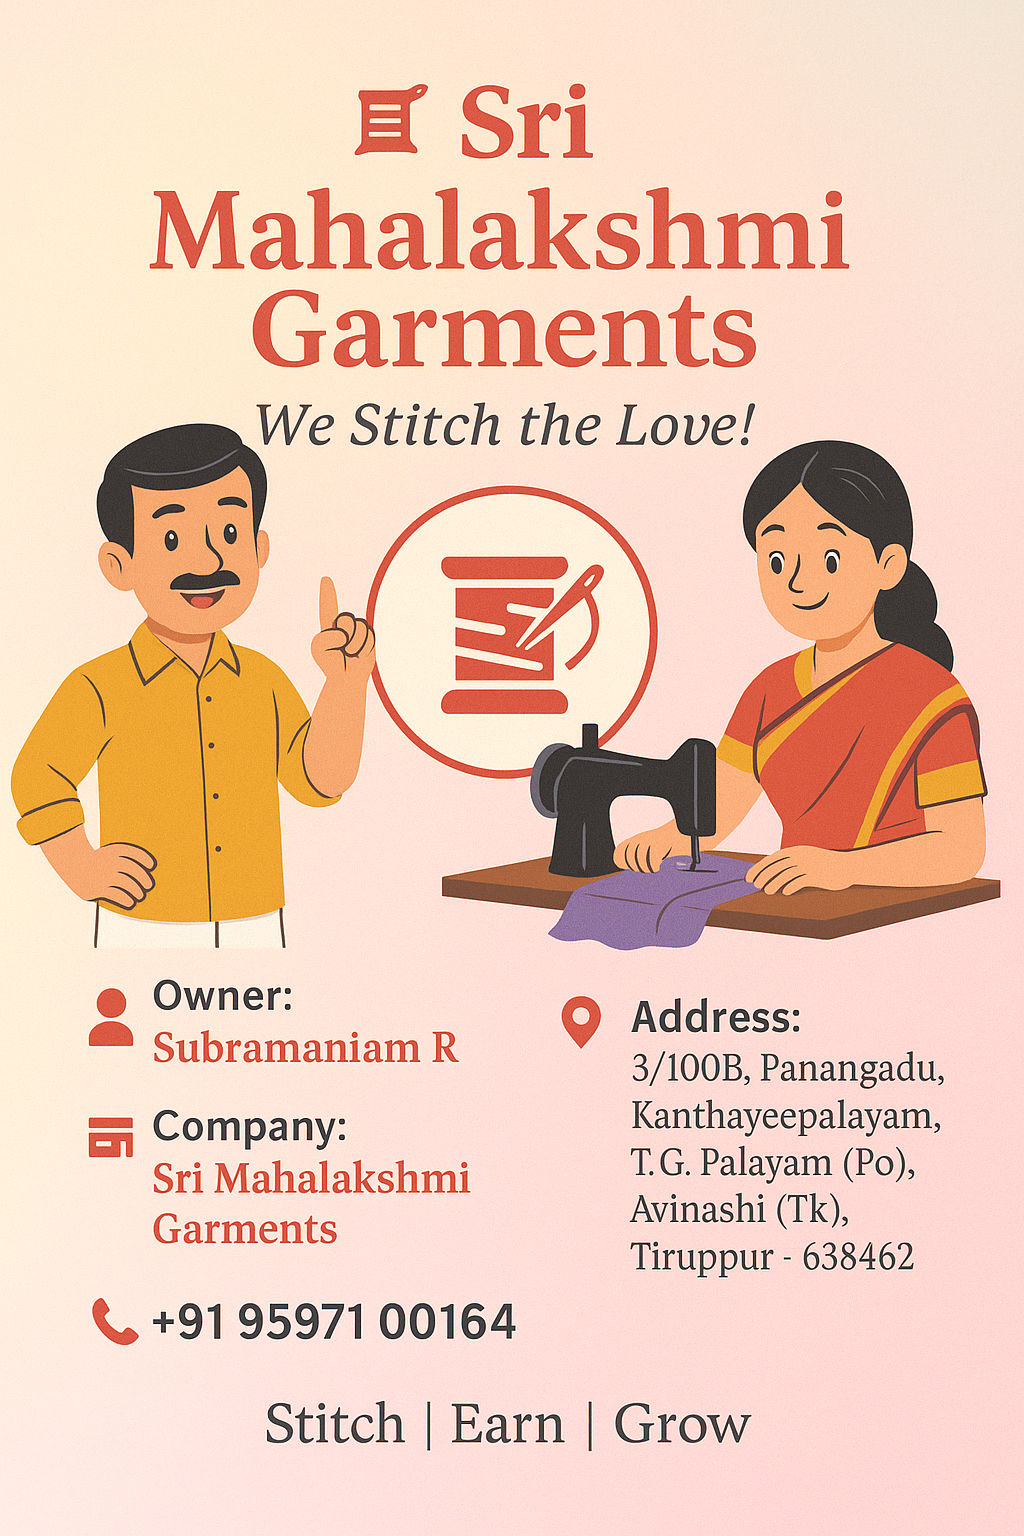 Sri
Mahalakshmi
Garments
We Stitch the Love!
Owner:
Subramaniam R
Company:
Sri Mahalakshmi
Garments
+91 95971 00164
Address:
3/100B, Panangadu,
Kanthayeepalayam,
T.G. Palayam (Po),
Avinashi (Tk),
Tiruppur - 638462
Stitch | Earn | Grow